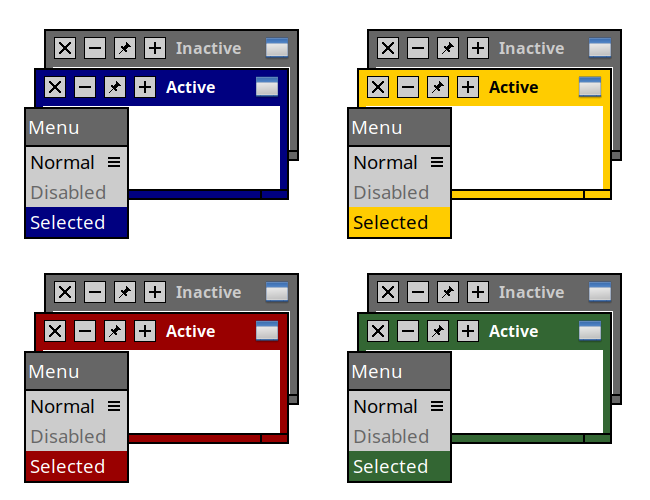 Inactive
Active
Menu
Normal
Disabled
Selected
Inactive
Active
Menu
Normal
Disabled
Selected
Inactive
Active
Menu
Normal
Disabled
Selected
Inactive
Active
Menu
Normal
Disabled
Selected